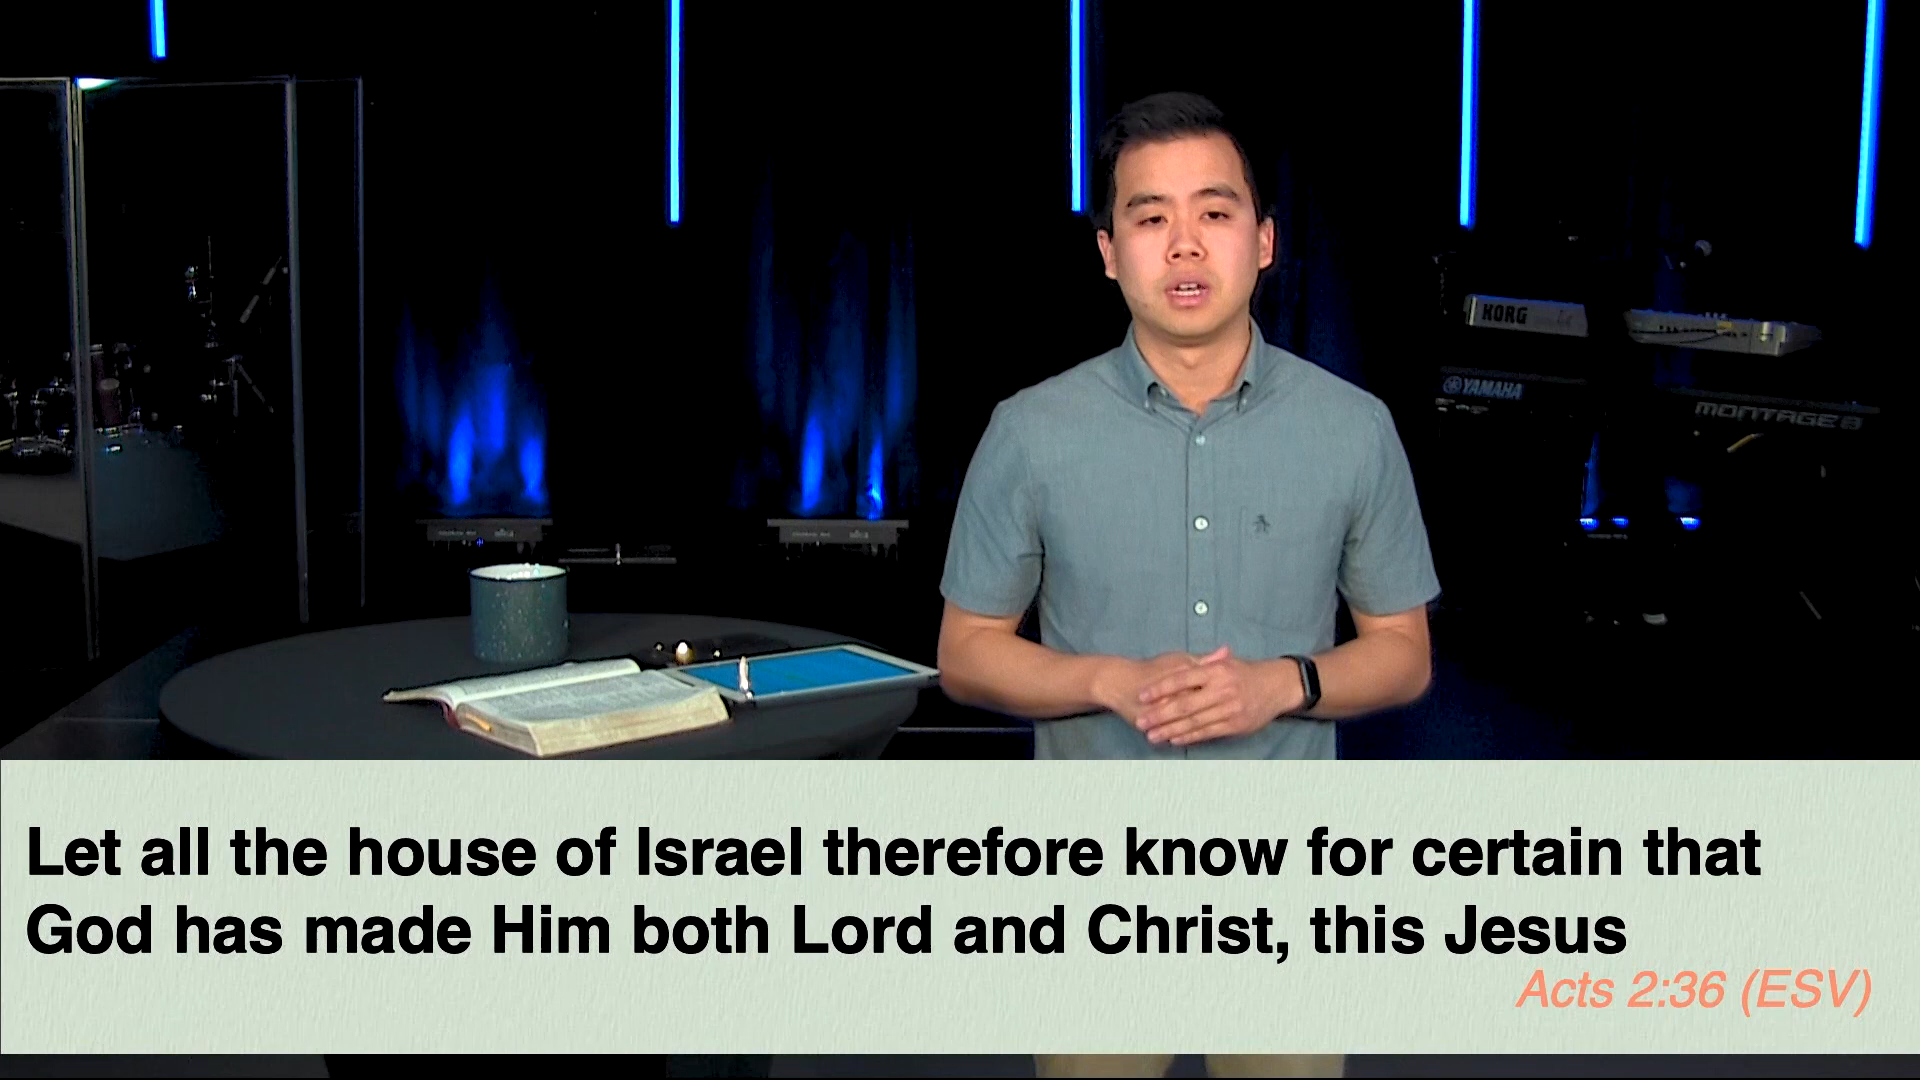 KORG
YAMAHA
MONTAGE 8
Let all the house of Israel therefore know for certain that
God has made Him both Lord and Christ, this Jesus
Acts 2:36 (ESV)